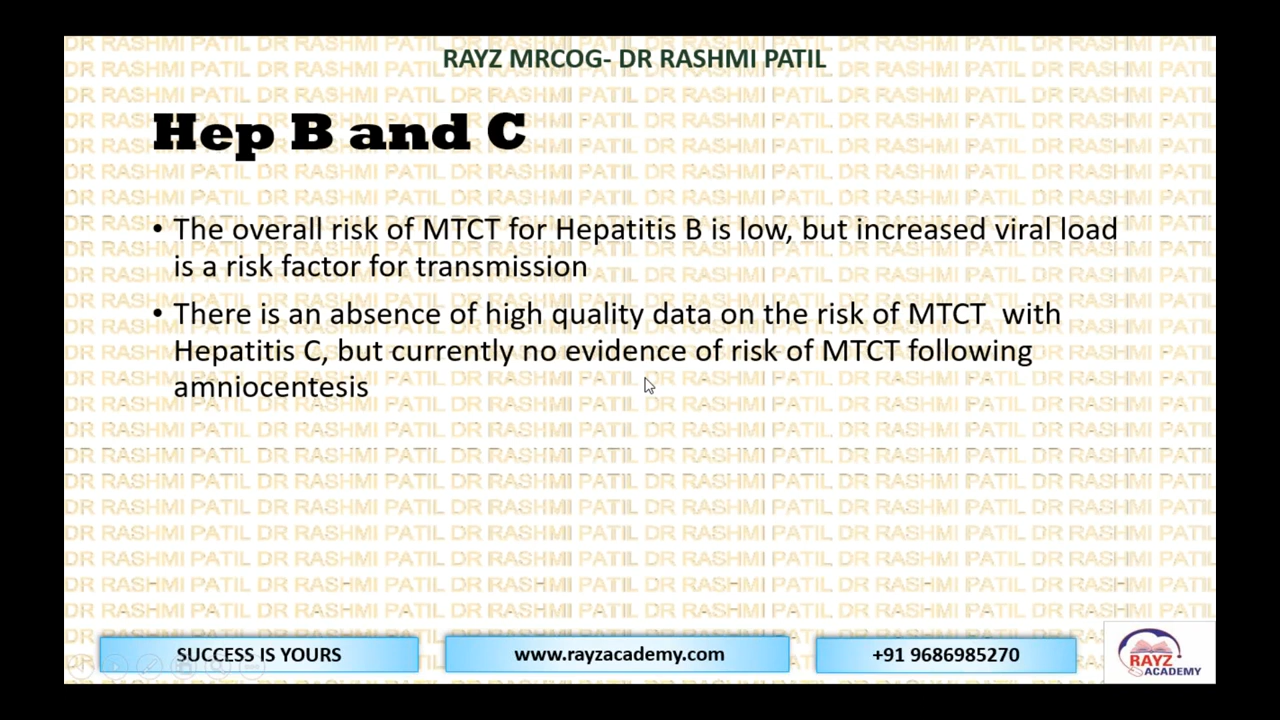 RAYZ MRCOG- DR RASHMI PATIL
Hep B and C
• The overall risk of MTCT for Hepatitis B is low, but increased viral load
is a risk factor for transmission
• There is an absence of high quality data on the risk of MTCT with
Hepatitis C, but currently no evidence of risk of MTCT following
amniocentesis
SUCCESS IS YOURS
www.rayzacademy.com
+91 9686985270
RAYZ
ACADEMY